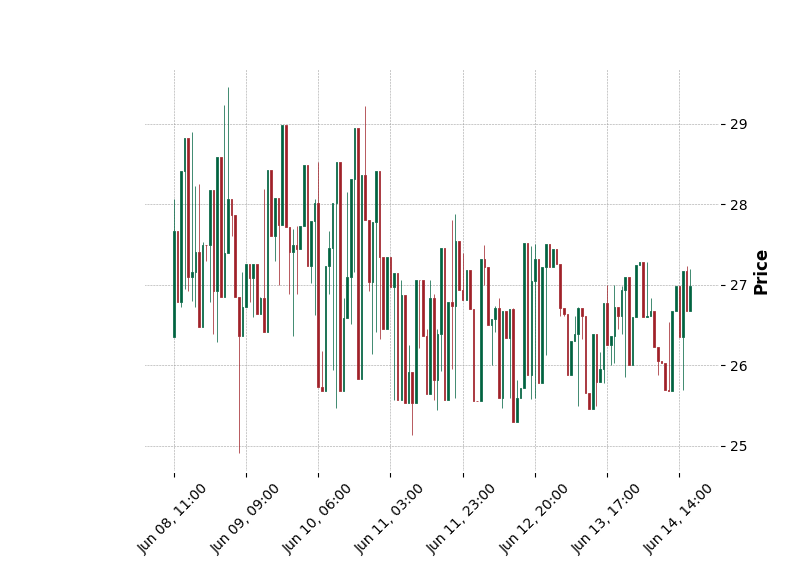 29
28
27
26
25
Price
Jun 08, 11:00
Jun 09, 09:00
Jun 10, 06:00
Jun 11, 03:00
Jun 11, 23:00
Jun 12, 20:00
Jun 13, 17:00
Jun 14, 14:00